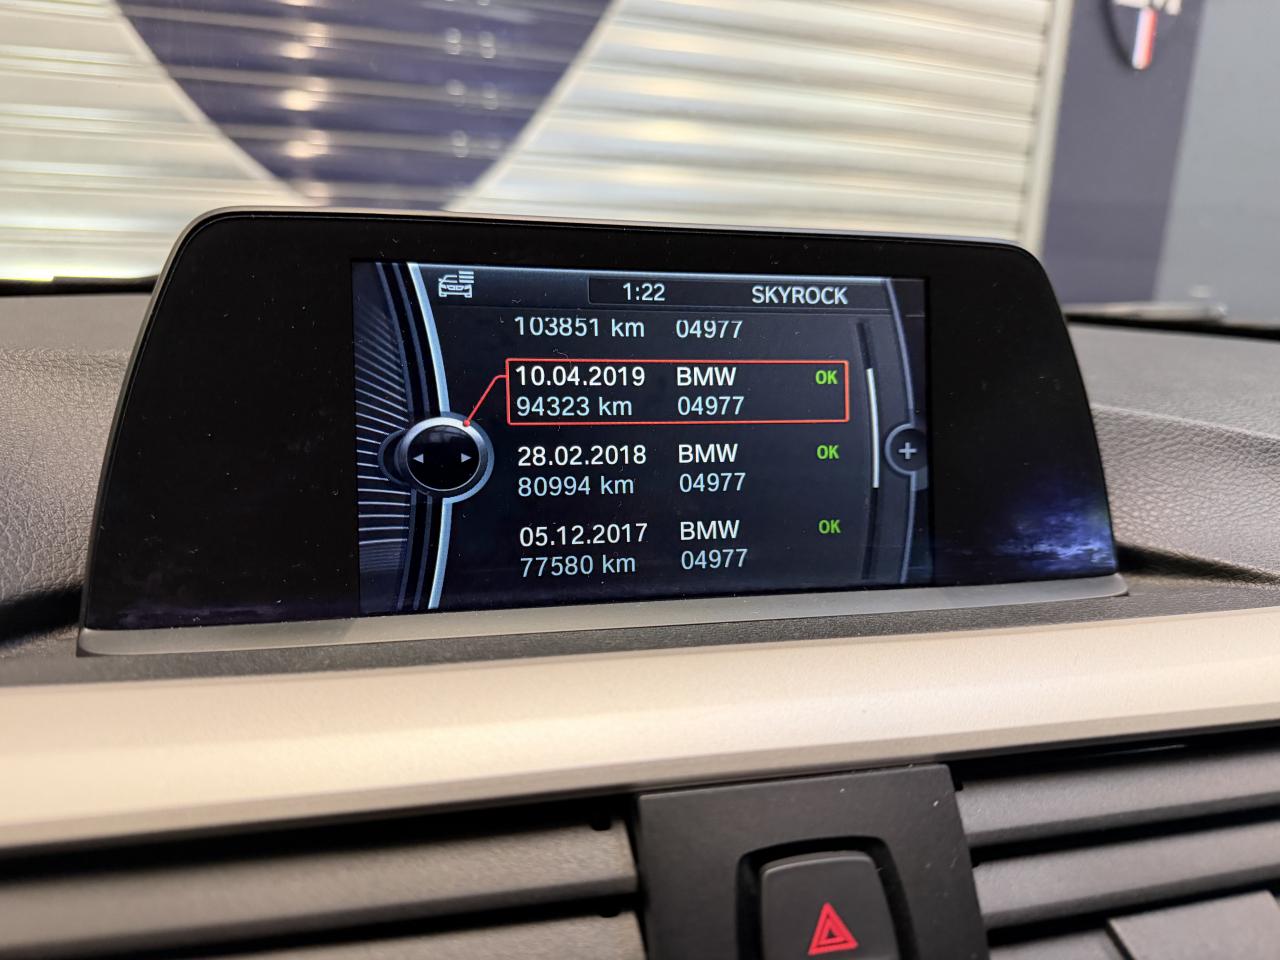 1:22 SKYROCK
103851 km 04977
10.04.2019 BMW OK
94323 km 04977
28.02.2018 BMW OK
80994 km 04977
05.12.2017 BMW OK
77580 km 04977